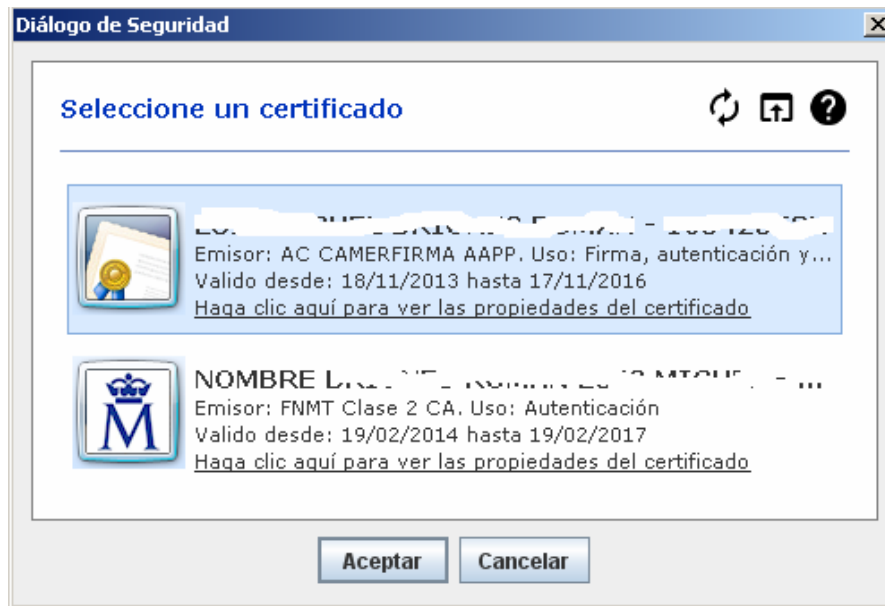 Diálogo de Seguridad
Seleccione un certificado
Emisor: AC CAMERFIRMA AAPP. Uso: Firma, autenticación y...
Valido desde: 18/11/2013 hasta 17/11/2016
Haga clic aquí para ver las propiedades del certificado
NOMBRE
Emisor: FNMT Clase 2 CA. Uso: Autenticación
Valido desde: 19/02/2014 hasta 19/02/2017
Haga clic aquí para ver las propiedades del certificado
Aceptar Cancelar